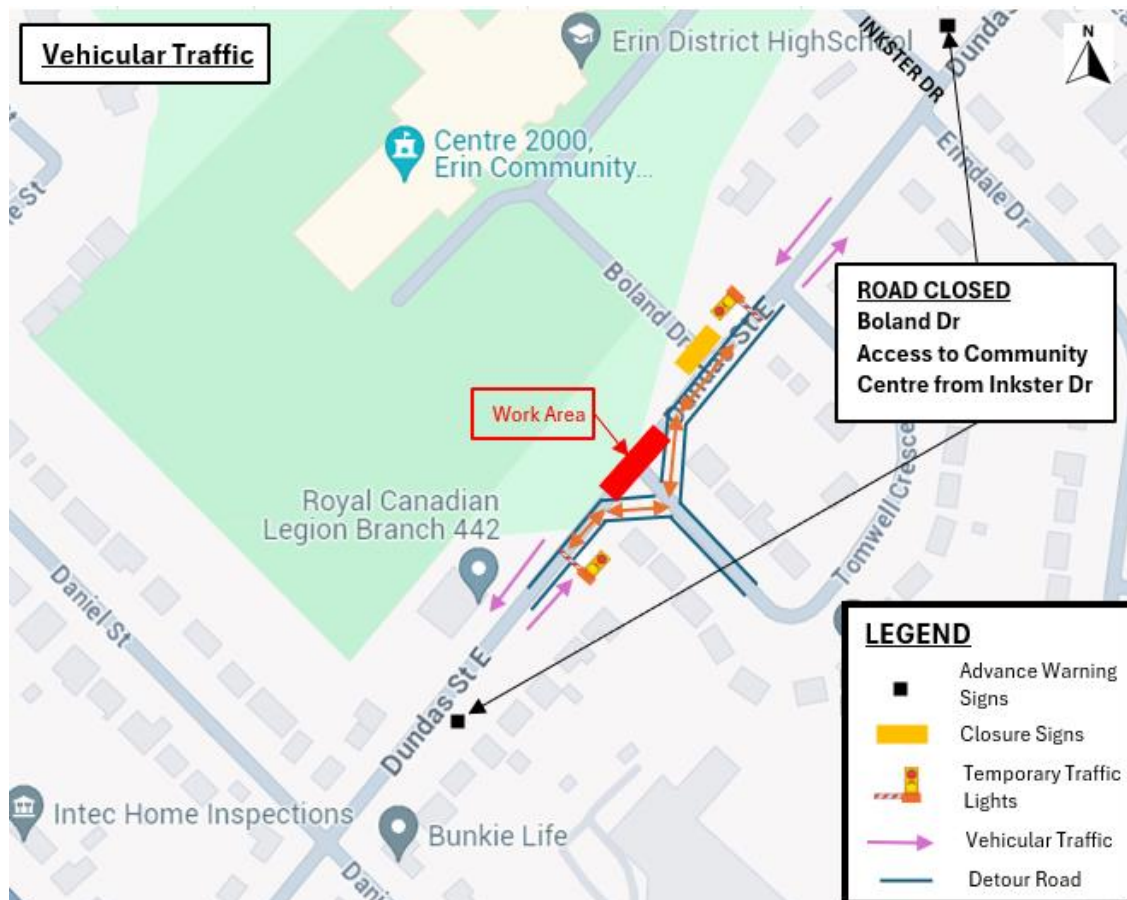 Vehicular Traffic
Erin District HighSchool
INKSTER DR
Dundas
N
Centre 2000,
Erin Community...
Erindale Dr
Boland Dr
ROAD CLOSED
Boland Dr
Access to Community
Centre from Inkster Dr
Dundas St E
Work Area
Royal Canadian
Legion Branch 442
Tomwell Cresce
Daniel St
Dundas St E
Intec Home Inspections
Bunkie Life
LEGEND
Advance Warning
Signs
Closure Signs
Temporary Traffic
Lights
Vehicular Traffic
Detour Road